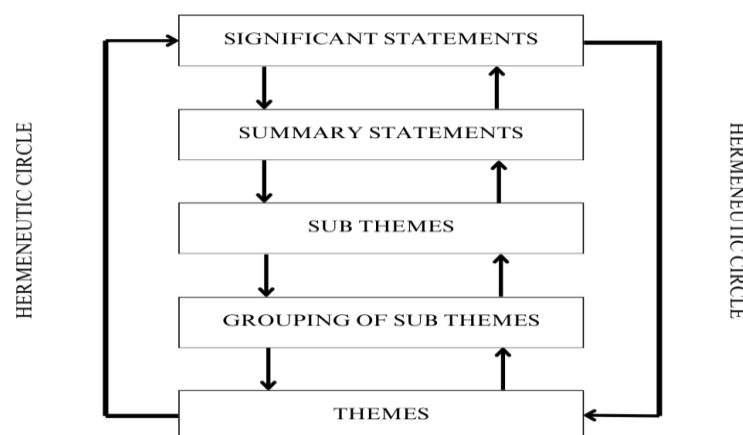 HERMENEUTIC CIRCLE
SIGNIFICANT STATEMENTS
SUMMARY STATEMENTS
SUB THEMES
GROUPING OF SUB THEMES
THEMES
HERMENEUTIC CIRCLE